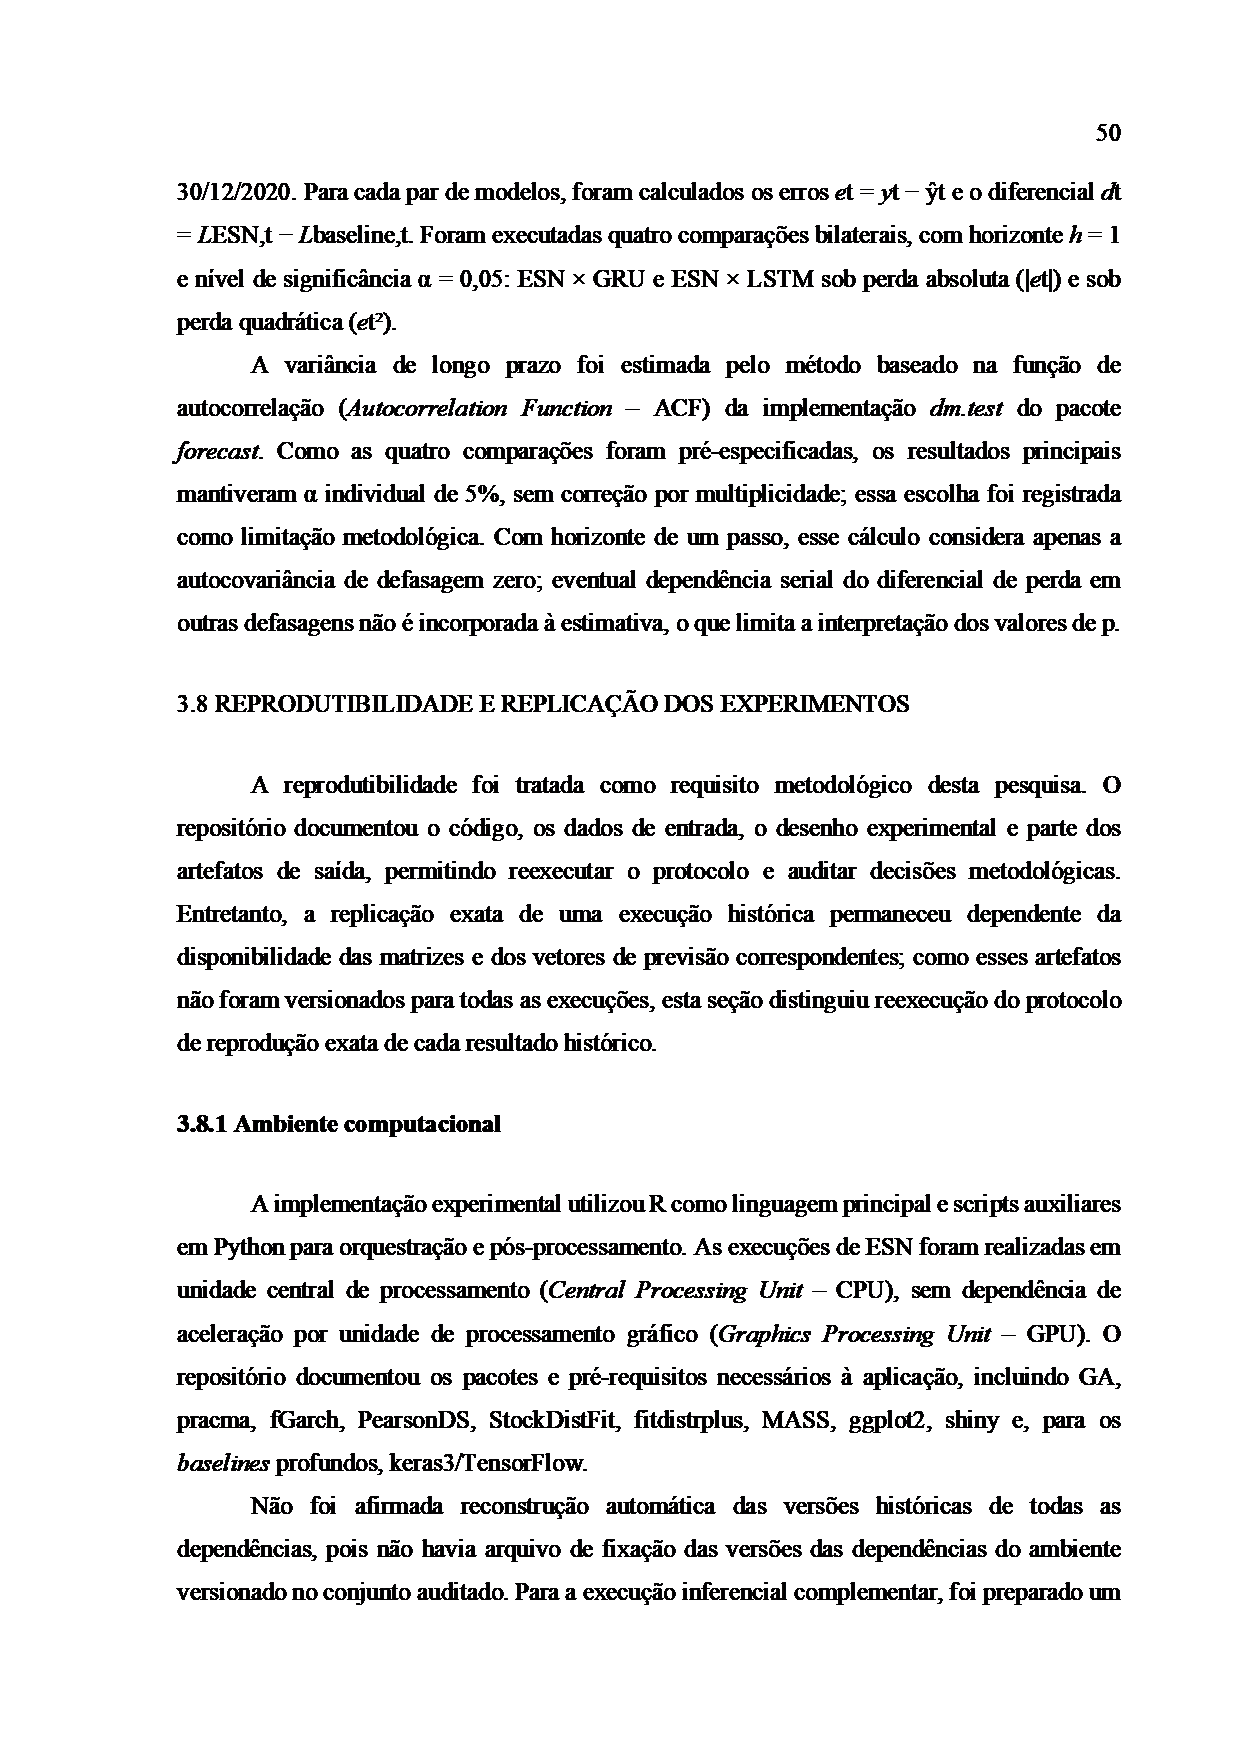 50
30/12/2020. Para cada par de modelos, foram calculados os erros et = yt − ŷt e o diferencial dt
= LESN,t − Lbaseline,t. Foram executadas quatro comparações bilaterais, com horizonte h = 1
e nível de significância α = 0,05: ESN × GRU e ESN × LSTM sob perda absoluta (|et|) e sob
perda quadrática (et²).
A variância de longo prazo foi estimada pelo método baseado na função de
autocorrelação (Autocorrelation Function – ACF) da implementação dm.test do pacote
forecast. Como as quatro comparações foram pré-especificadas, os resultados principais
mantiveram α individual de 5%, sem correção por multiplicidade; essa escolha foi registrada
como limitação metodológica. Com horizonte de um passo, esse cálculo considera apenas a
autocovariância de defasagem zero; eventual dependência serial do diferencial de perda em
outras defasagens não é incorporada à estimativa, o que limita a interpretação dos valores de p.
3.8 REPRODUTIBILIDADE E REPLICAÇÃO DOS EXPERIMENTOS
A reprodutibilidade foi tratada como requisito metodológico desta pesquisa. O
repositório documentou o código, os dados de entrada, o desenho experimental e parte dos
artefatos de saída, permitindo reexecutar o protocolo e auditar decisões metodológicas.
Entretanto, a replicação exata de uma execução histórica permaneceu dependente da
disponibilidade das matrizes e dos vetores de previsão correspondentes; como esses artefatos
não foram versionados para todas as execuções, esta seção distinguiu reexecução do protocolo
de reprodução exata de cada resultado histórico.
3.8.1 Ambiente computacional
A implementação experimental utilizou R como linguagem principal e scripts auxiliares
em Python para orquestração e pós-processamento. As execuções de ESN foram realizadas em
unidade central de processamento (Central Processing Unit – CPU), sem dependência de
aceleração por unidade de processamento gráfico (Graphics Processing Unit – GPU). O
repositório documentou os pacotes e pré-requisitos necessários à aplicação, incluindo GA,
pracma, fGarch, PearsonDS, StockDistFit, fitdistrplus, MASS, ggplot2, shiny e, para os
baselines profundos, keras3/TensorFlow.
Não foi afirmada reconstrução automática das versões históricas de todas as
dependências, pois não havia arquivo de fixação das versões das dependências do ambiente
versionado no conjunto auditado. Para a execução inferencial complementar, foi preparado um